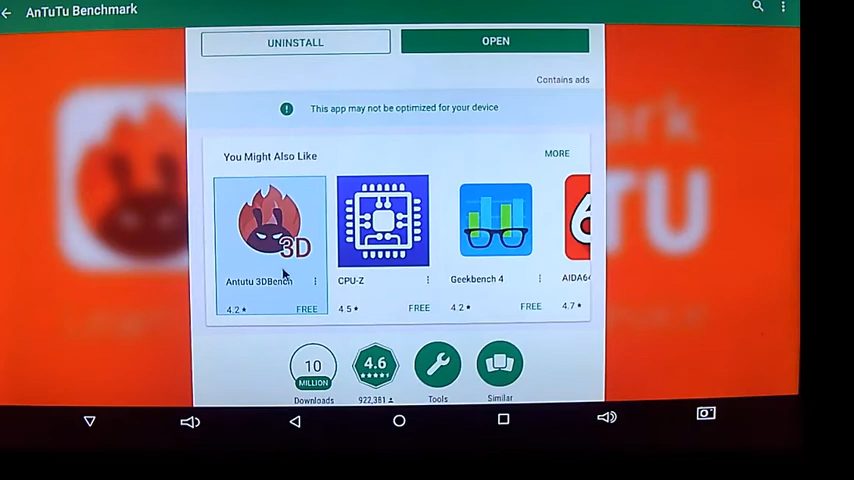 AnTuTu Benchmark
UNINSTALL
OPEN
Contains ads
This app may not be optimized for your device
You Might Also Like
MORE
3D
Antutu 3DBench
CPU-Z
Geekbench 4
AIDA64
4.2
FREE
4.5
FREE
4.2
FREE
4.7
10
MILLION
4.6
Downloads
922,381
Tools
Similar